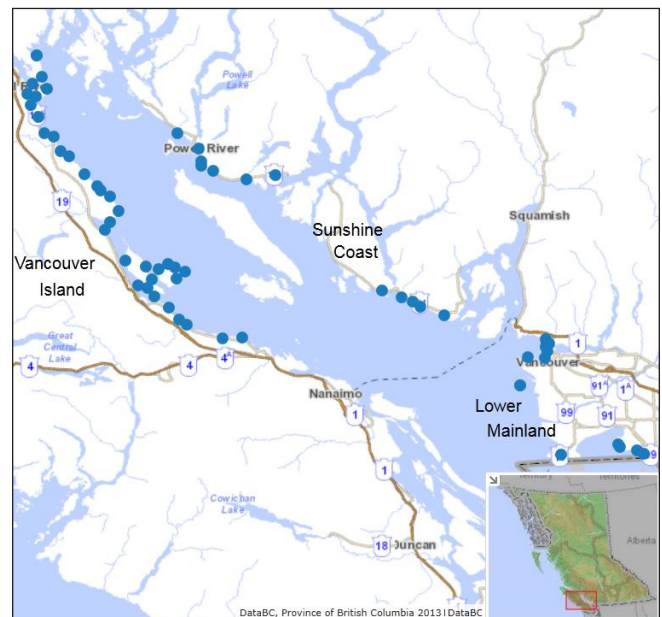 Powell
Lake
Powell River
Sunshine
Coast
Squamish
19
Vancouver
Island
1
Vancouver
Great
Central
Lake
4
4
4A
Nanaimo
1
91A
1A
99
91
Lower
Mainland
99
1
Cowichan
Lake
18
Duncan
Territories
Alberta
DataBC, Province of British Columbia 2013 | DataBC